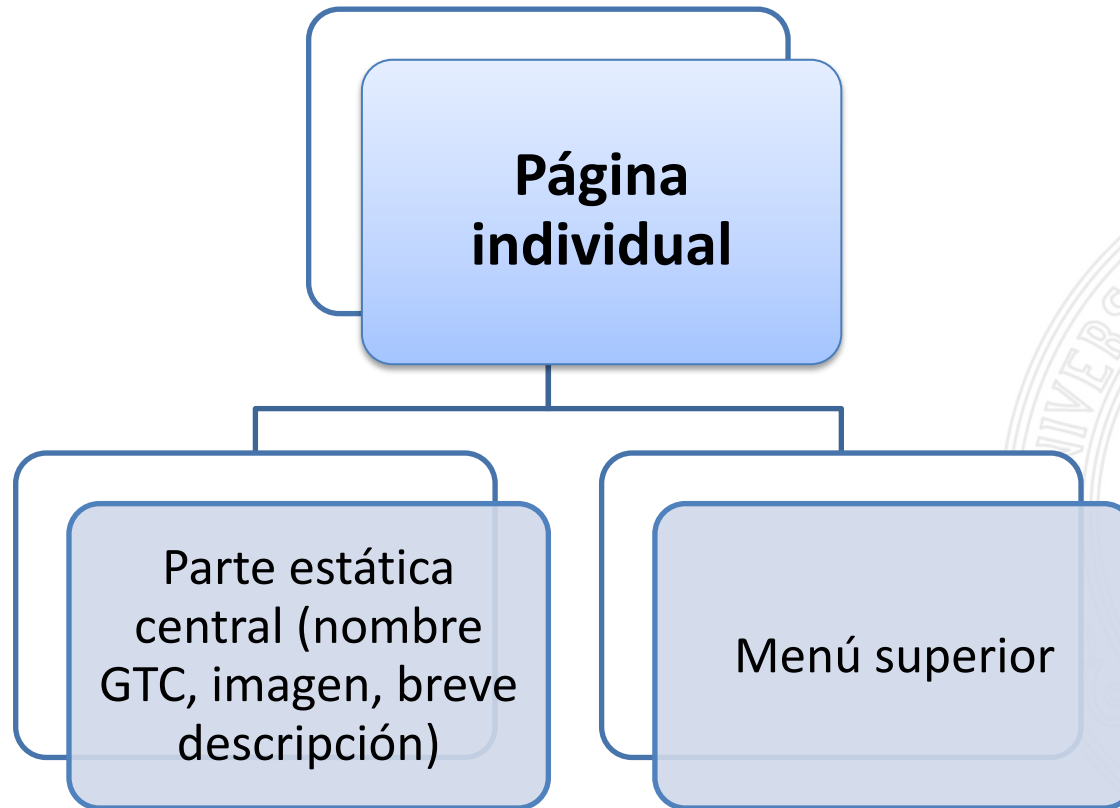 Página
individual
Parte estática
central (nombre
GTC, imagen, breve
descripción)
Menú superior